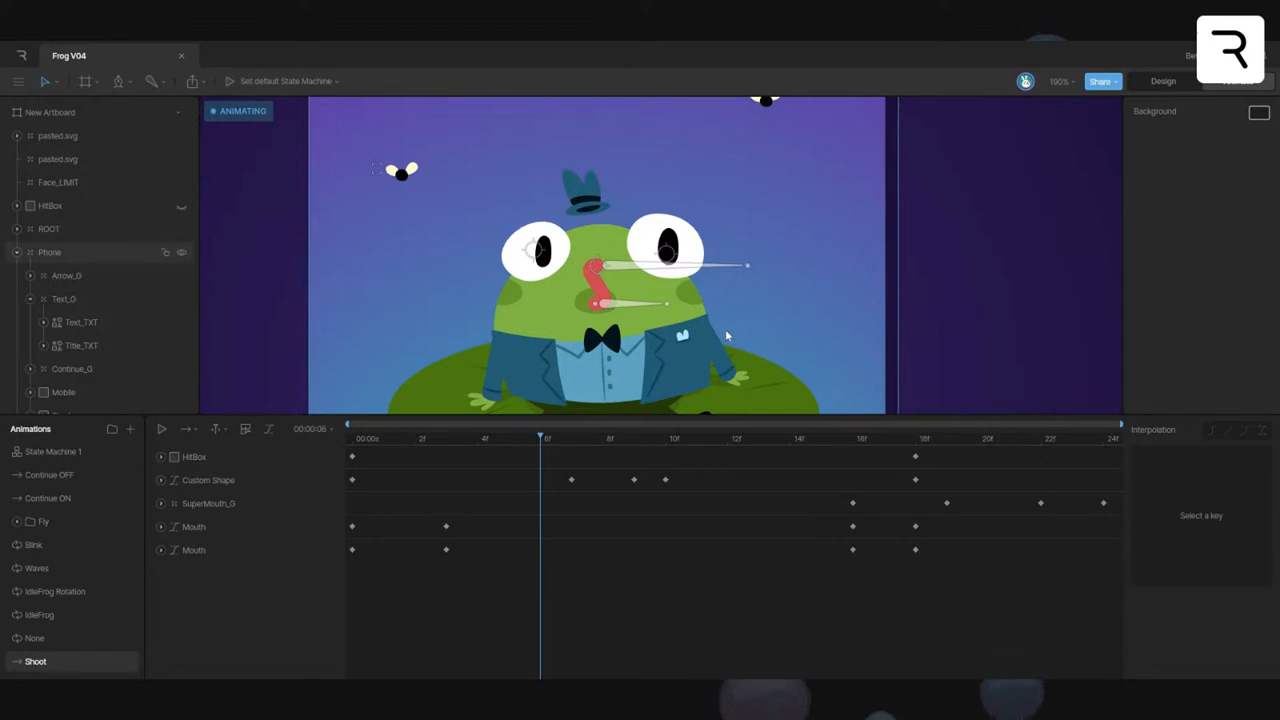 Frog V04
Be
Set default State Machine
190%
Share
Design
New Artboard
ANIMATING
Background
pasted.svg
pasted.svg
Face_LIMIT
HitBox
ROOT
Phone
Arrow_G
Text_G
Text_TXT
Title_TXT
Continue_G
Mobile
Animations
00:00:06
00:00s
2f
4f
6f
8f
10f
12f
14f
16f
18f
20f
22f
24f
Interpolation
State Machine 1
HitBox
Continue OFF
Custom Shape
Continue ON
SuperMouth_G
Select a key
Fly
Mouth
Blink
Mouth
Waves
IdleFrog Rotation
IdleFrog
None
Shoot